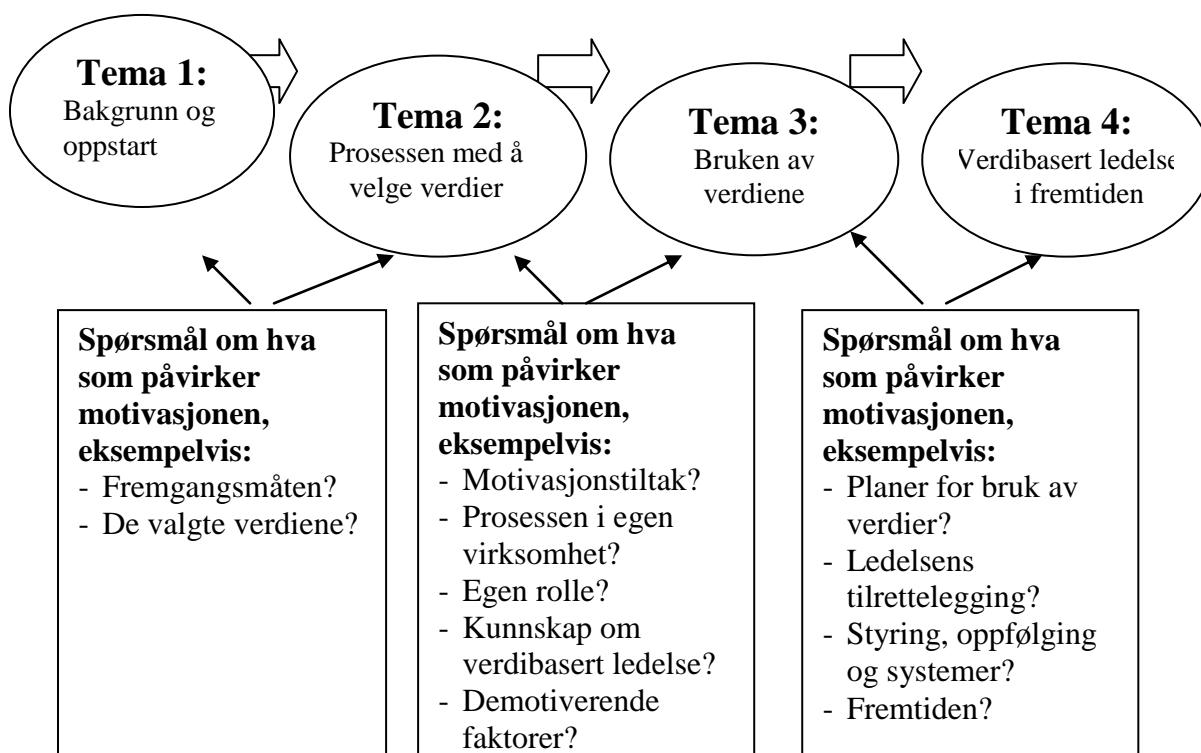 Tema 1:
Bakgrunn og
oppstart
Tema 2:
Prosessen med å
velge verdier
Tema 3:
Bruken av
verdiene
Tema 4:
Verdibasert ledelse
i fremtiden
Spørsmål om hva
som påvirker
motivasjonen,
eksempelvis:
- Fremgangsmåten?
- De valgte verdiene?
Spørsmål om hva
som påvirker
motivasjonen,
eksempelvis:
- Motivasjonstiltak?
- Prosessen i egen
virksomhet?
- Egen rolle?
- Kunnskap om
verdibasert ledelse?
- Demotiverende
faktorer?
Spørsmål om hva
som påvirker
motivasjonen,
eksempelvis:
- Planer for bruk av
verdier?
- Ledelsens
tilrettelegging?
- Styring, oppfølging
og systemer?
- Fremtiden?